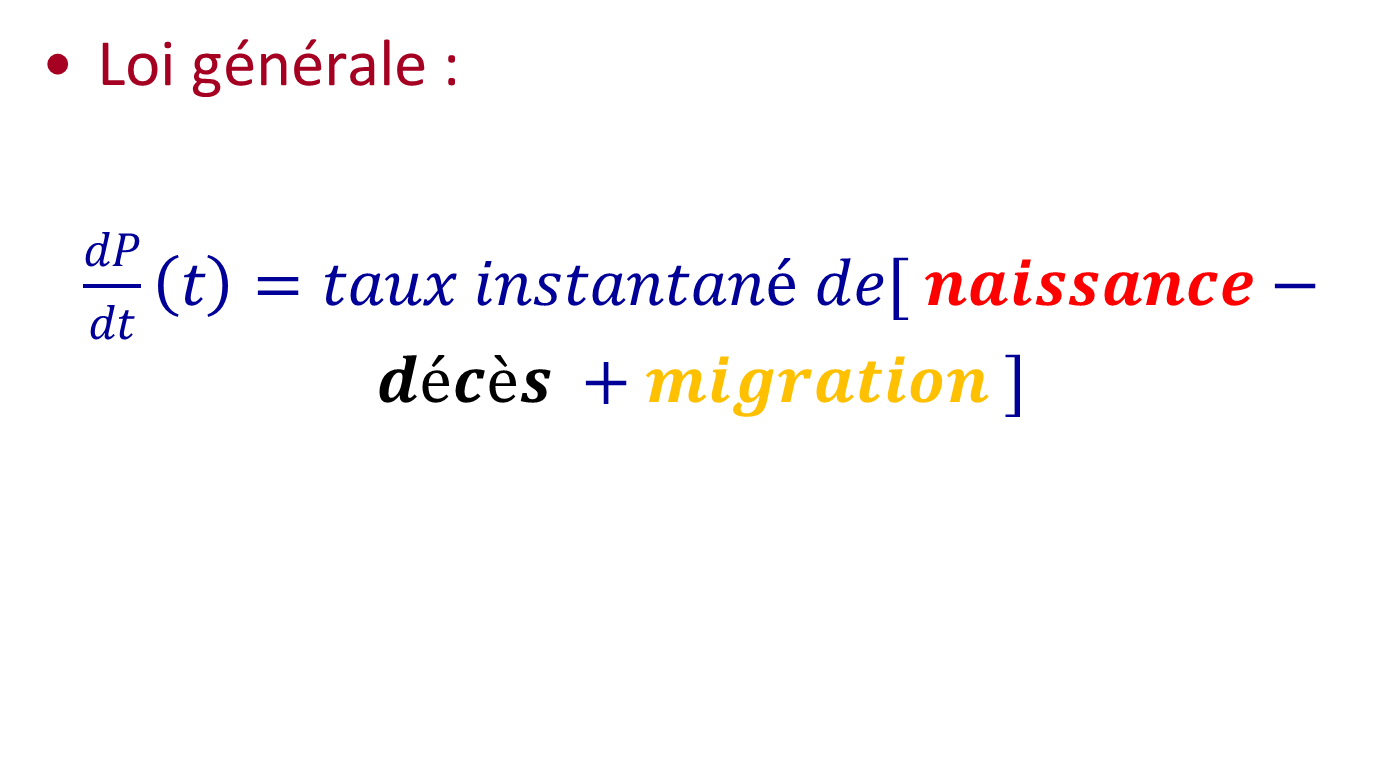 • Loi générale :
dP/dt (t) = taux instantané de[ naissance −
décès + migration ]